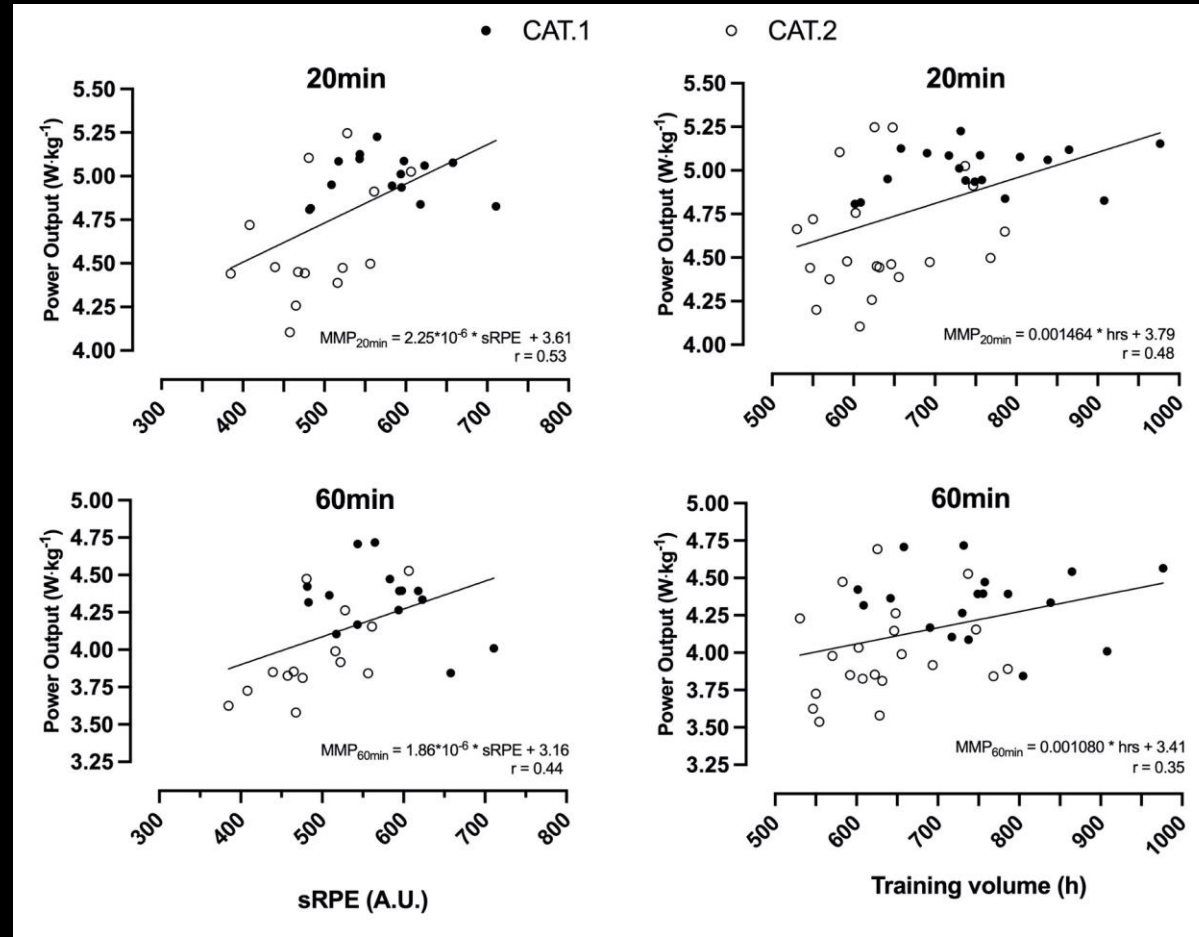 CAT.1
CAT.2
20min
Power Output (W·kg-1)
5.50
5.25
5.00
4.75
4.50
4.25
4.00
MMP20min = 2.25*10-6 * sRPE + 3.61
r = 0.53
300
400
500
600
700
800
20min
Power Output (W·kg-1)
5.50
5.25
5.00
4.75
4.50
4.25
4.00
MMP20min = 0.001464 * hrs + 3.79
r = 0.48
500
600
700
800
900
1000
60min
Power Output (W·kg-1)
5.00
4.75
4.50
4.25
4.00
3.75
3.50
3.25
MMP60min = 1.86*10-6 * sRPE + 3.16
r = 0.44
300
400
500
600
700
800
sRPE (A.U.)
60min
Power Output (W·kg-1)
5.00
4.75
4.50
4.25
4.00
3.75
3.50
3.25
MMP60min = 0.001080 * hrs + 3.41
r = 0.35
500
600
700
800
900
1000
Training volume (h)